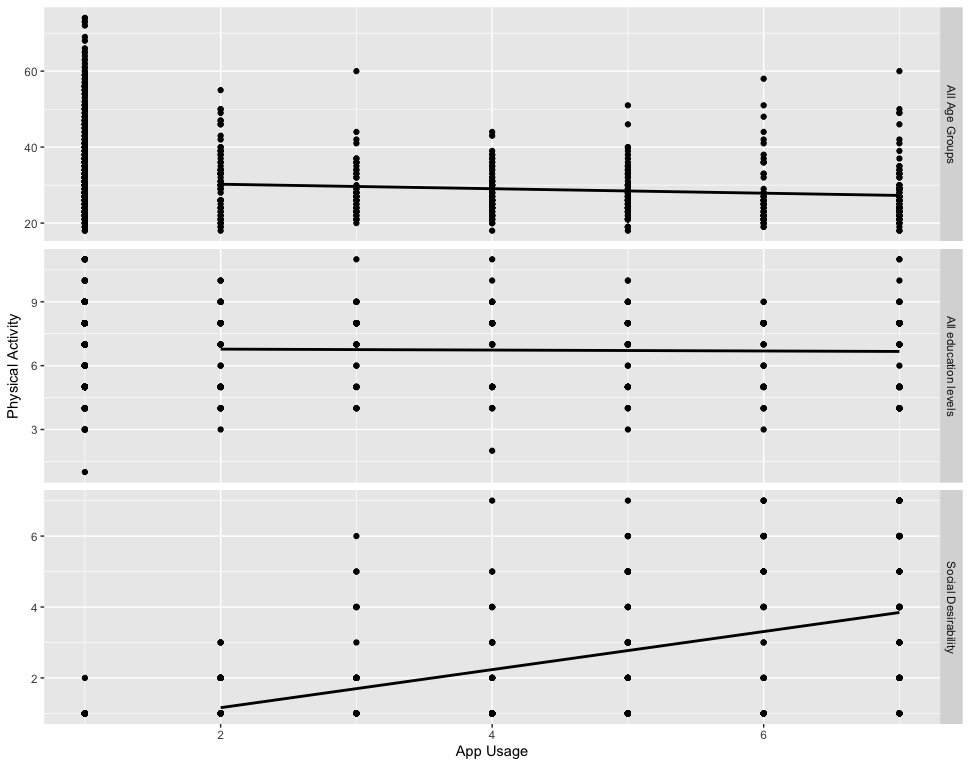 60
40
20
All Age Groups
9
6
3
All education levels
Physical Activity
6
4
2
Social Desirability
2 4 6
App Usage